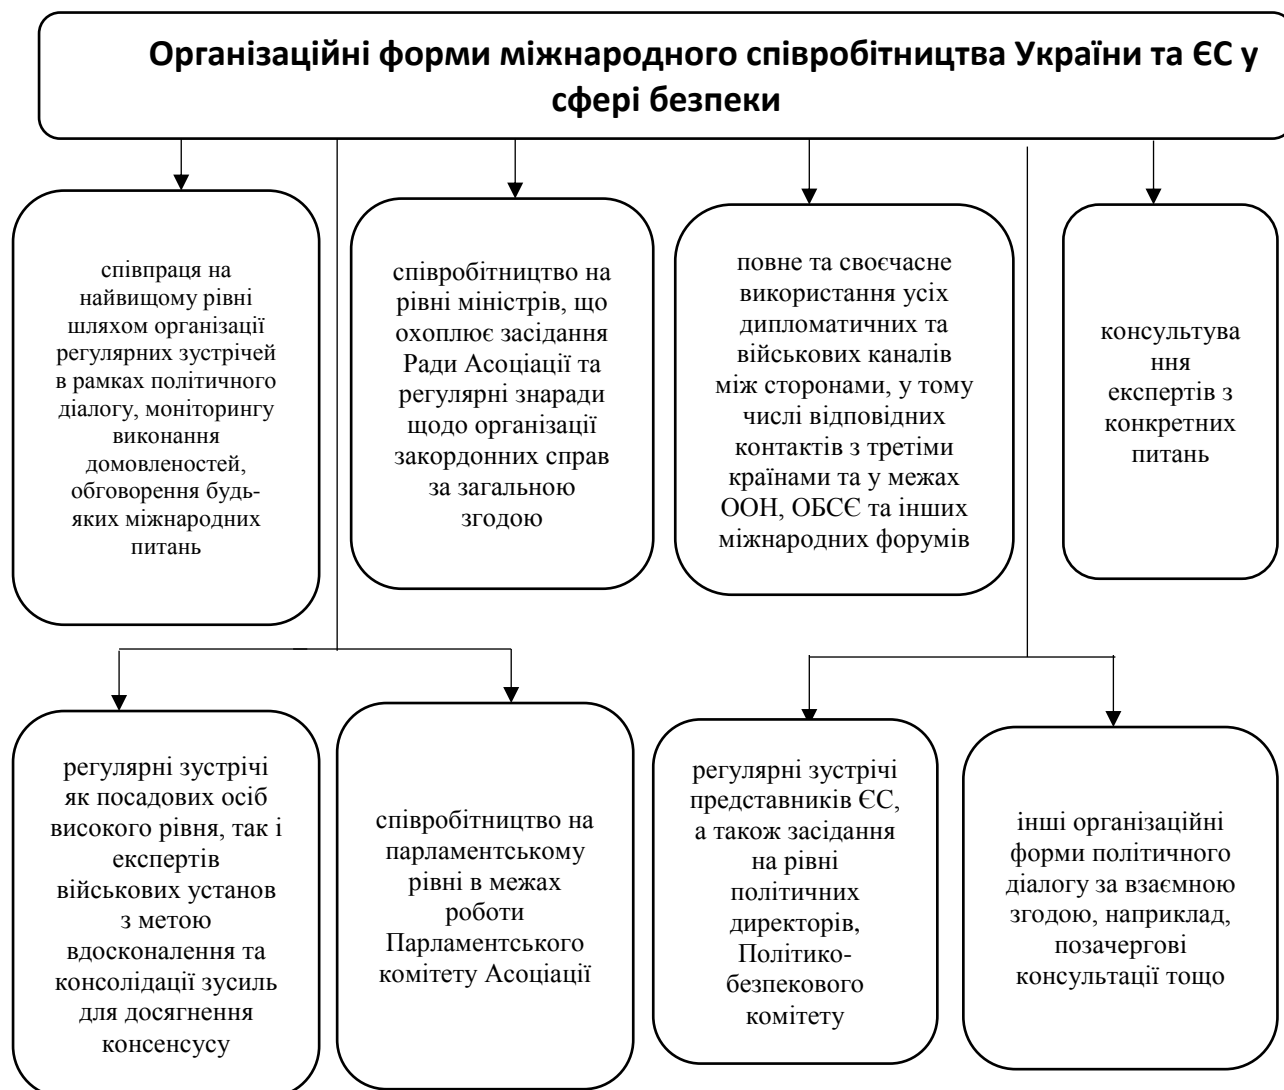 Організаційні форми міжнародного співробітництва України та ЄС у
сфері безпеки
співпраця на
найвищому рівні
шляхом організації
регулярних зустрічей
в рамках політичного
діалогу, моніторингу
виконання
домовленостей,
обговорення будь-
яких міжнародних
питань
співробітництво на
рівні міністрів, що
охоплює засідання
Ради Асоціації та
регулярні знаради
щодо організації
закордонних справ
за загальною
згодою
повне та своєчасне
використання усіх
дипломатичних та
військових каналів
між сторонами, у тому
числі відповідних
контактів з третіми
країнами та у межах
ООН, ОБСЄ та інших
міжнародних форумів
консультува
ння
експертів з
конкретних
питань
регулярні зустрічі
як посадових осіб
високого рівня, так і
експертів
військових установ
з метою
вдосконалення та
консолідації зусиль
для досягнення
консенсусу
співробітництво на
парламентському
рівні в межах
роботи
Парламентського
комітету Асоціації
регулярні зустрічі
представників ЄС,
а також засідання
на рівні
політичних
директорів,
Політико-
безпекового
комітету
інші організаційні
форми політичного
діалогу за взаємною
згодою, наприклад,
позачергові
консультації тощо